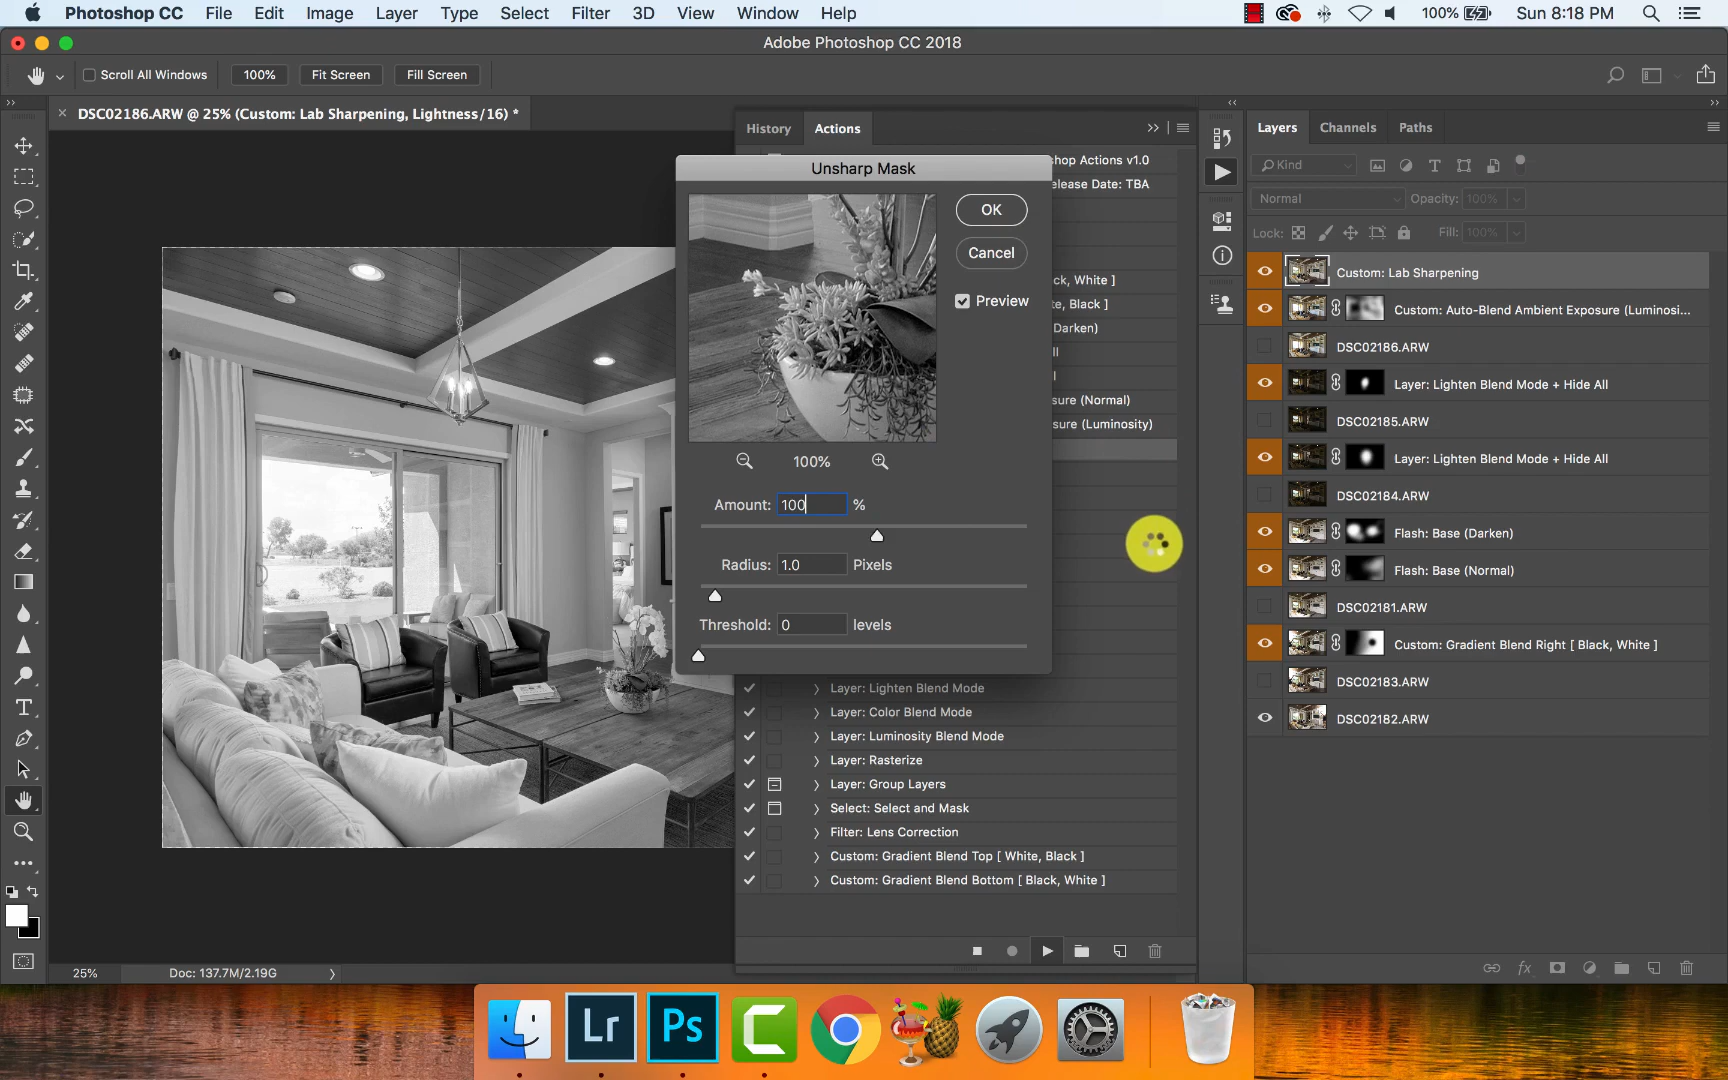 Photoshop CC File Edit Image Layer Type Select Filter 3D View Window Help 100% Sun 8:18 PM
Adobe Photoshop CC 2018
Scroll All Windows 100% Fit Screen Fill Screen
DSC02186.ARW @ 25% (Custom: Lab Sharpening, Lightness/16) *
History Actions
Layers Channels Paths
hop Actions v1.0
elease Date: TBA
Unsharp Mask
OK
Cancel
Preview
100%
Amount: 100 %
Radius: 1.0 Pixels
Threshold: 0 levels
ck, White ]
te, Black ]
(Darken)
ll
l
sure (Normal)
sure (Luminosity)
Layer: Lighten Blend Mode
Layer: Color Blend Mode
Layer: Luminosity Blend Mode
Layer: Rasterize
Layer: Group Layers
Select: Select and Mask
Filter: Lens Correction
Custom: Gradient Blend Top [ White, Black ]
Custom: Gradient Blend Bottom [ Black, White ]
Kind
Normal Opacity: 100%
Lock: Fill: 100%
Custom: Lab Sharpening
Custom: Auto-Blend Ambient Exposure (Luminosi...
DSC02186.ARW
Layer: Lighten Blend Mode + Hide All
DSC02185.ARW
Layer: Lighten Blend Mode + Hide All
DSC02184.ARW
Flash: Base (Darken)
Flash: Base (Normal)
DSC02181.ARW
Custom: Gradient Blend Right [ Black, White ]
DSC02183.ARW
DSC02182.ARW
25% Doc: 137.7M/2.19G
fx
Lr Ps